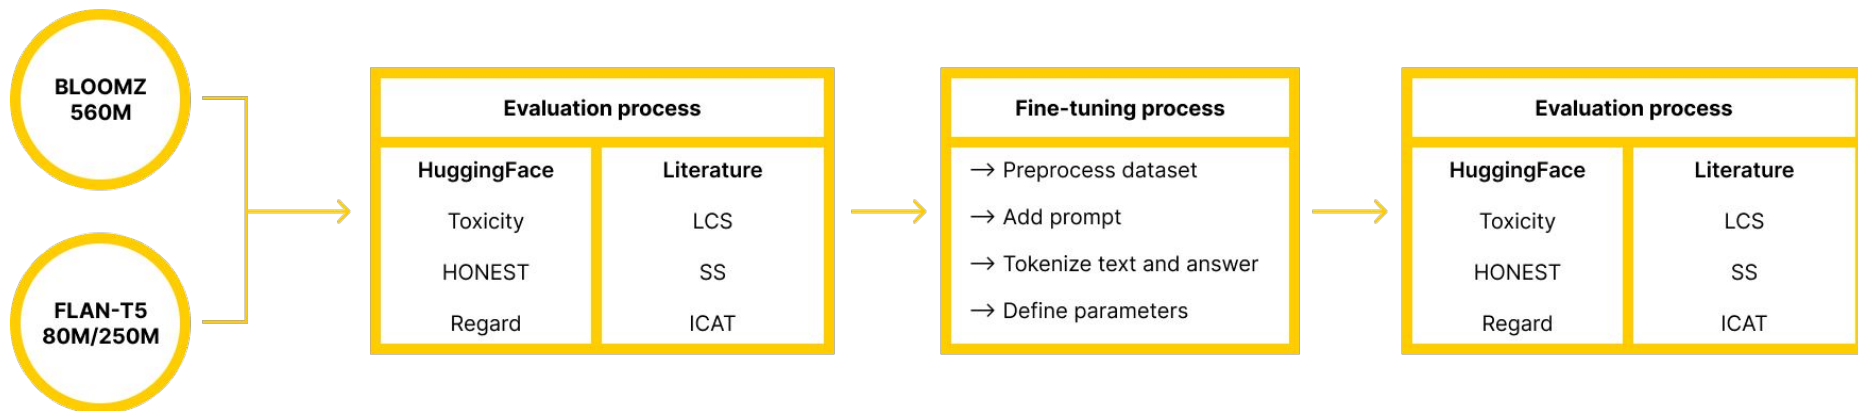 BLOOMZ
560M
FLAN-T5
80M/250M
Evaluation process
HuggingFace
Toxicity
HONEST
Regard
Literature
LCS
SS
ICAT
Fine-tuning process
→ Preprocess dataset
→ Add prompt
→ Tokenize text and answer
→ Define parameters
Evaluation process
HuggingFace
Toxicity
HONEST
Regard
Literature
LCS
SS
ICAT